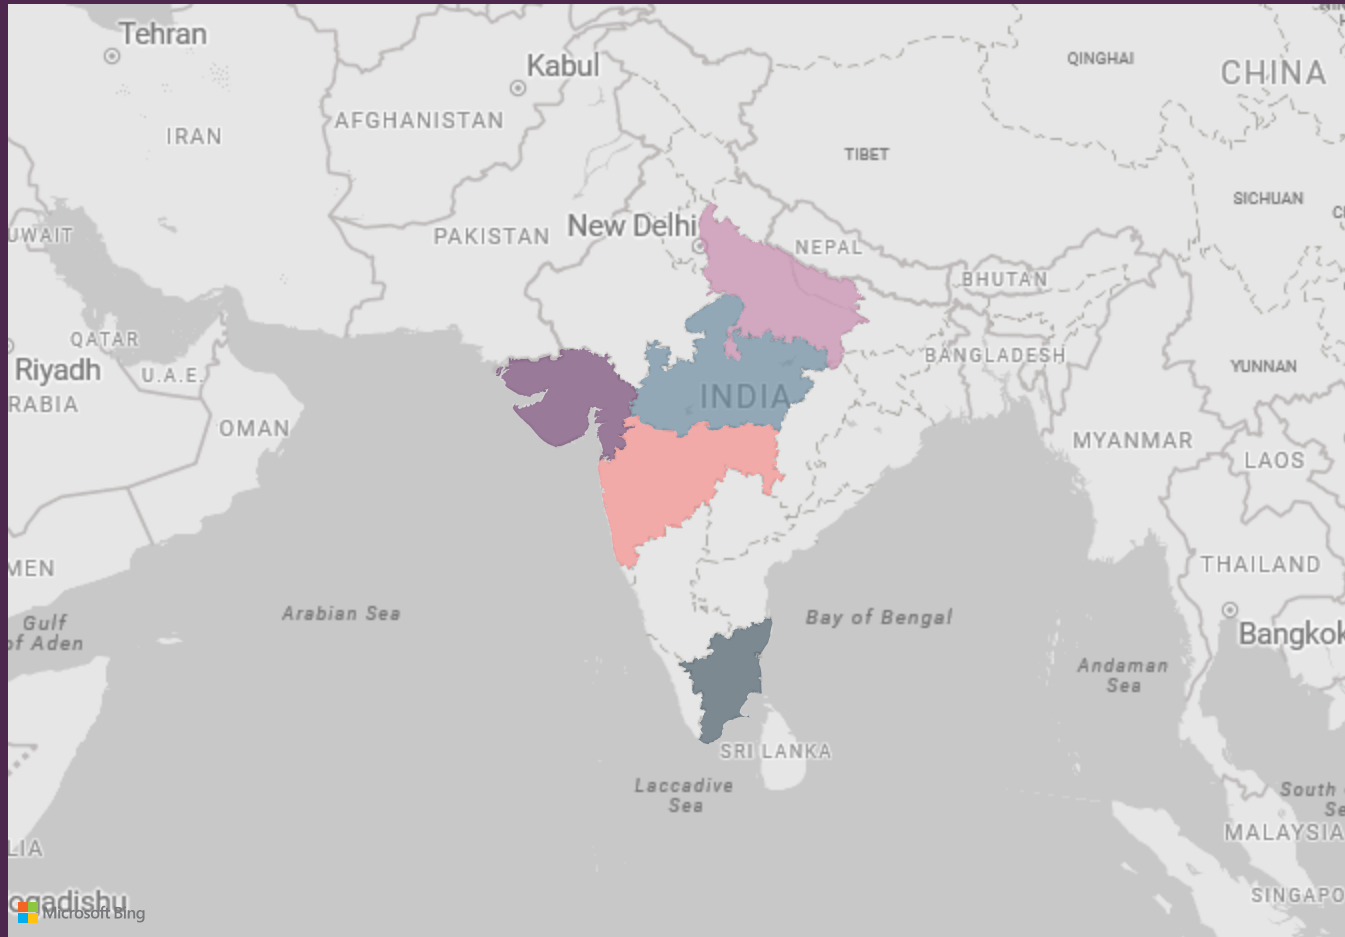 Tehran
Kabul
QINGHAI
CHINA
AFGHANISTAN
IRAN
TIBET
SICHUAN
UWAIT
PAKISTAN
New Delhi
NEPAL
BHUTAN
QATAR
BANGLADESH
Riyadh
U.A.E.
YUNNAN
RABIA
INDIA
OMAN
MYANMAR
LAOS
MEN
THAILAND
Arabian Sea
Bay of Bengal
Gulf
of Aden
Bangkok
Andaman
Sea
SRI LANKA
Laccadive
Sea
South
Se
MALAYSIA
LIA
SINGAPO
ogadishu
Microsoft Bing